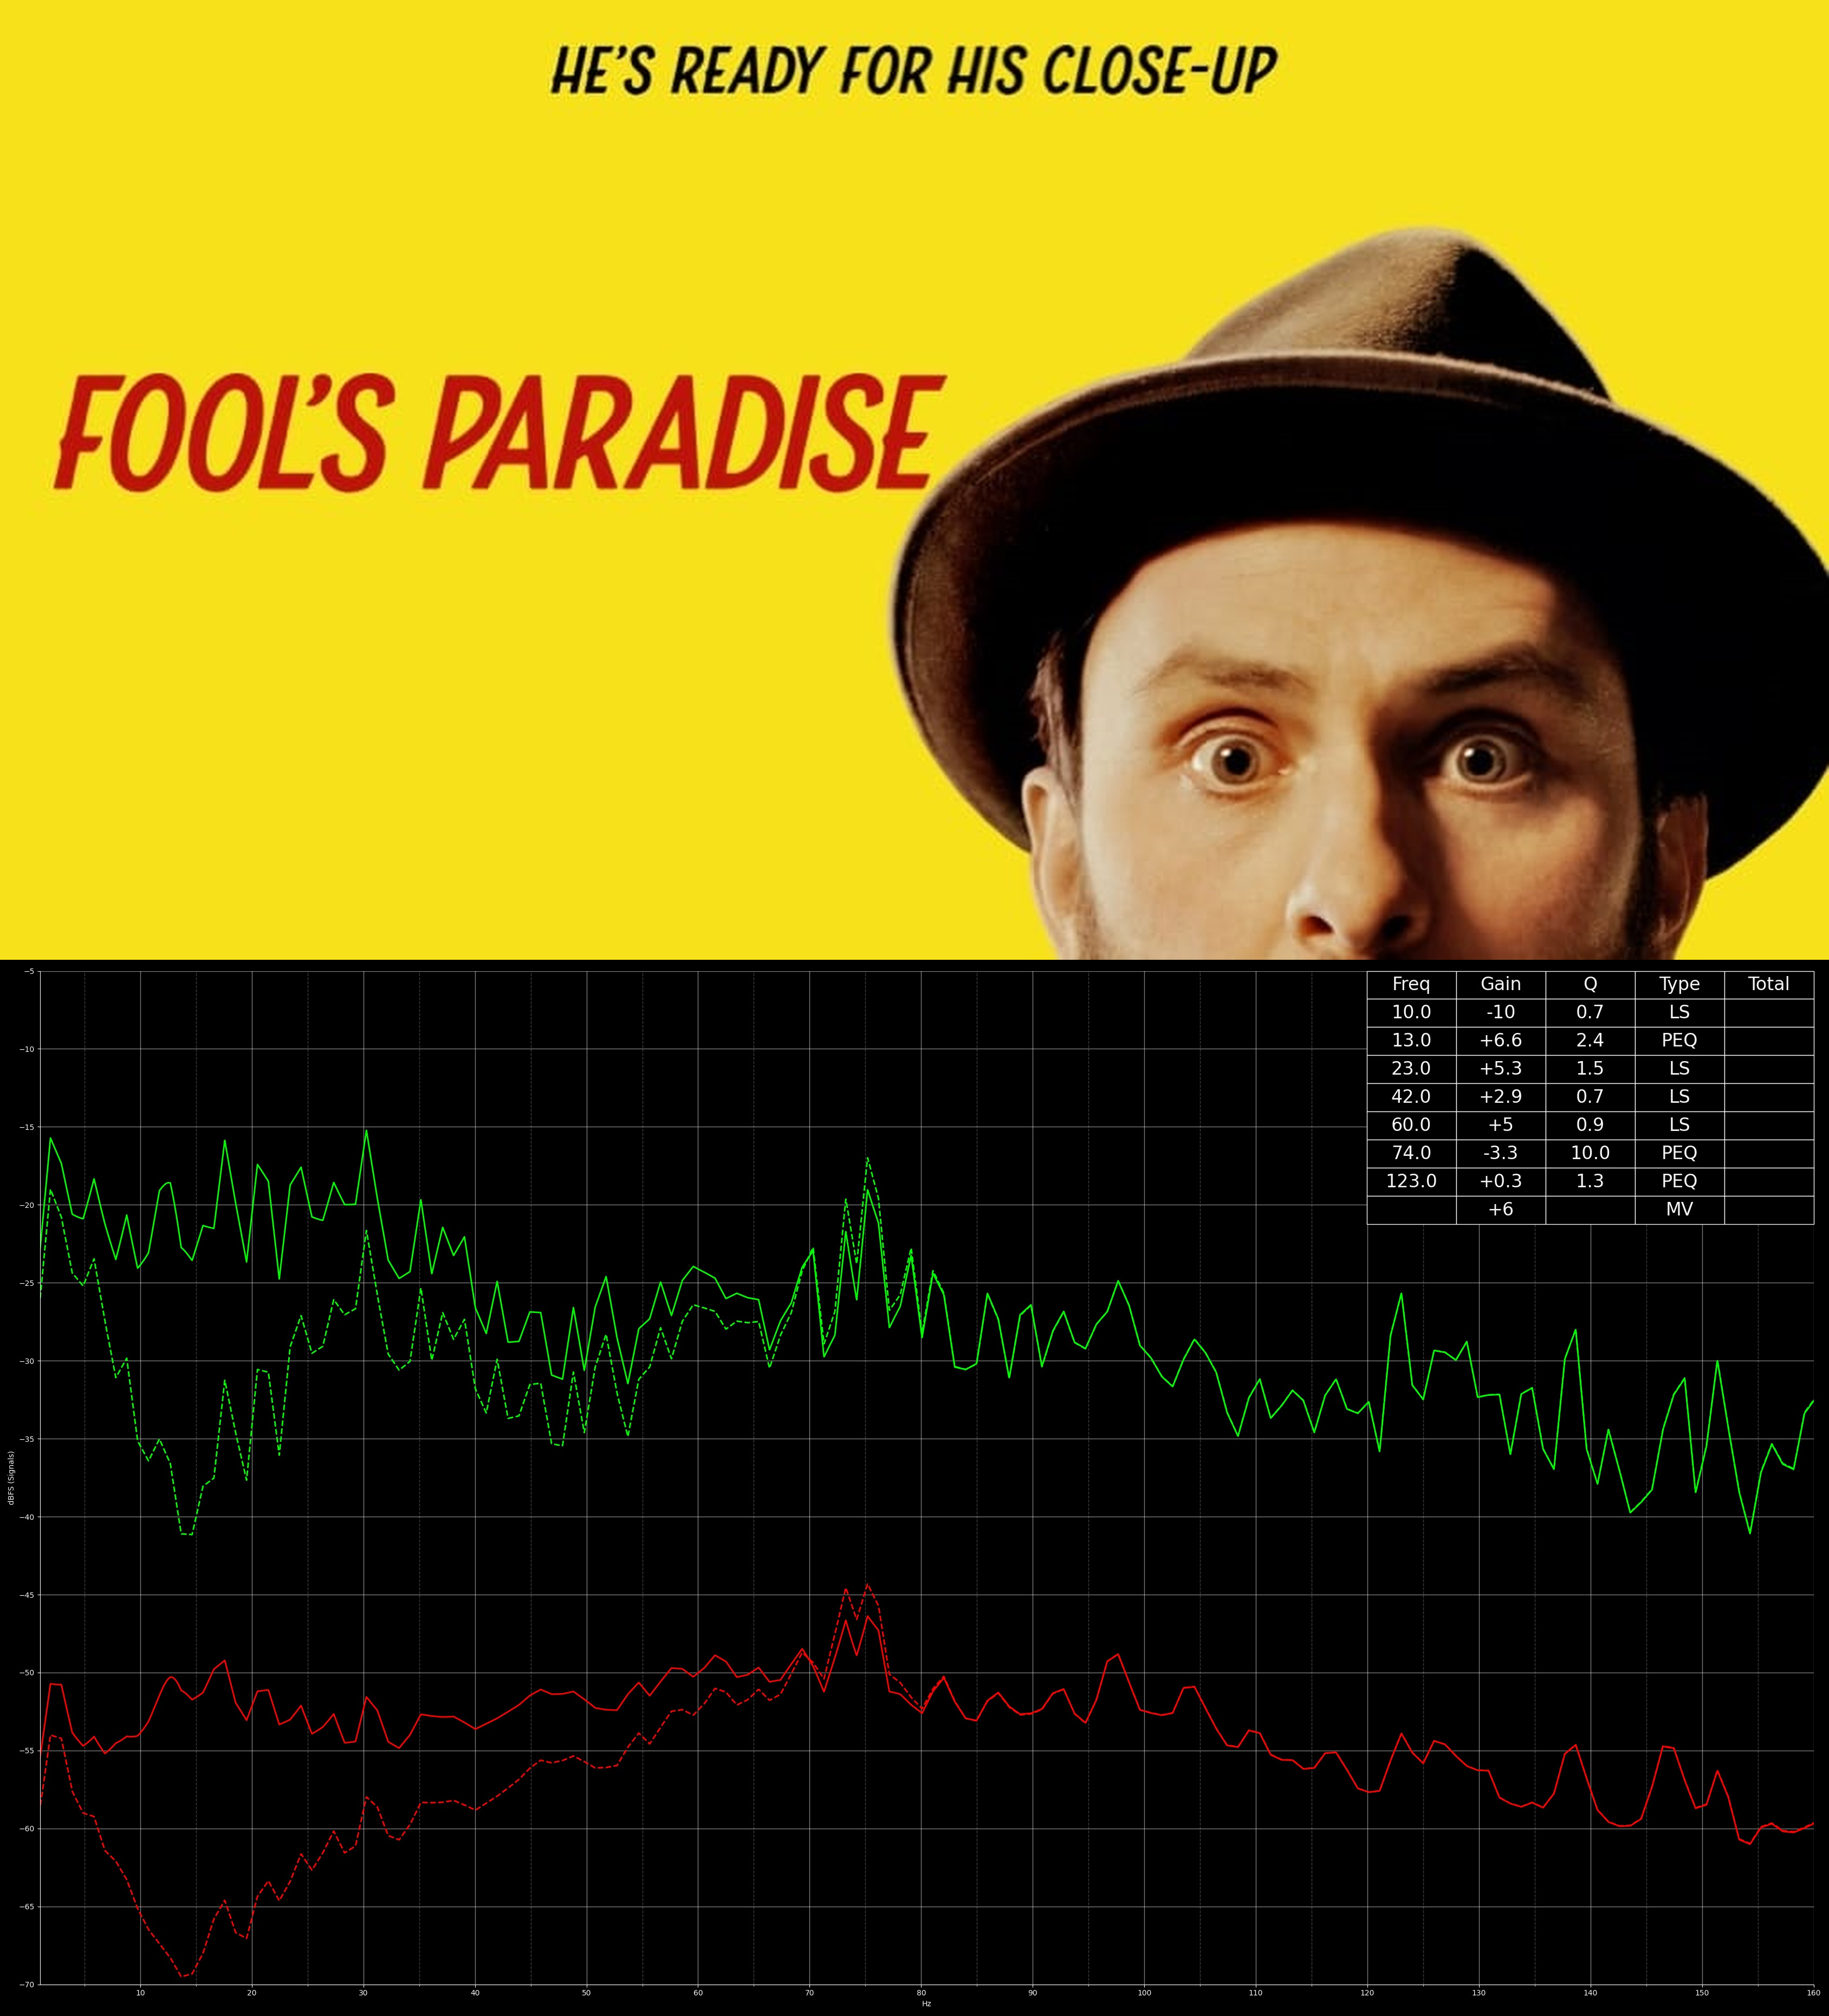 HE'S READY FOR HIS CLOSE-UP
FOOL'S PARADISE
Freq Gain Q Type Total
10.0 -10 0.7 LS
13.0 +6.6 2.4 PEQ
23.0 +5.3 1.5 LS
42.0 +2.9 0.7 LS
60.0 +5 0.9 LS
74.0 -3.3 10.0 PEQ
123.0 +0.3 1.3 PEQ
+6 MV
−5
−10
−15
−20
−25
−30
−35
−40
−45
−50
−55
−60
−65
−70
dBFS (Signals)
10 20 30 40 50 60 70 80 90 100 110 120 130 140 150 160
Hz